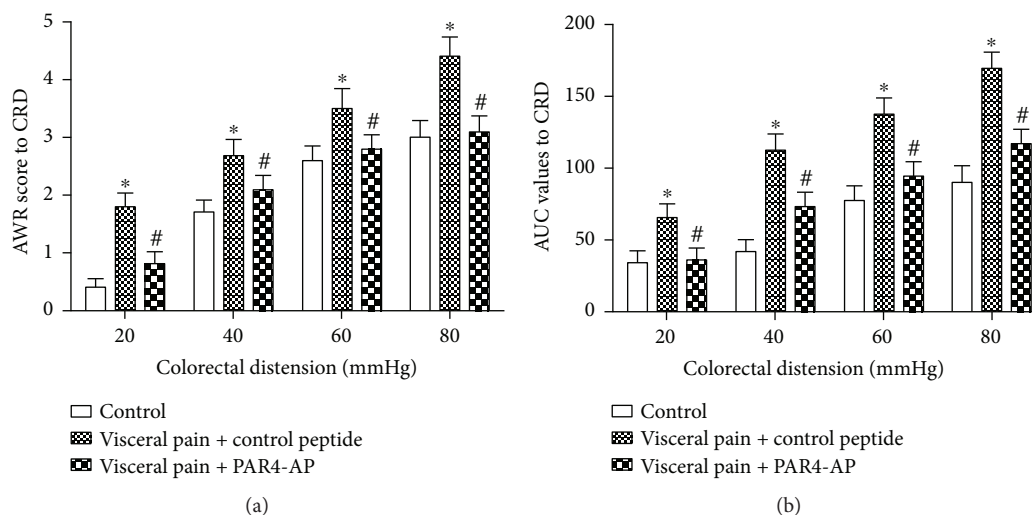 5
4
3
2
1
0
AWR score to CRD
*
#
*
#
*
#
*
#
20
40
60
80
Colorectal distension (mmHg)
Control
Visceral pain + control peptide
Visceral pain + PAR4-AP
(a)
200
150
100
50
0
AUC values to CRD
*
#
*
#
*
#
*
#
20
40
60
80
Colorectal distension (mmHg)
Control
Visceral pain + control peptide
Visceral pain + PAR4-AP
(b)